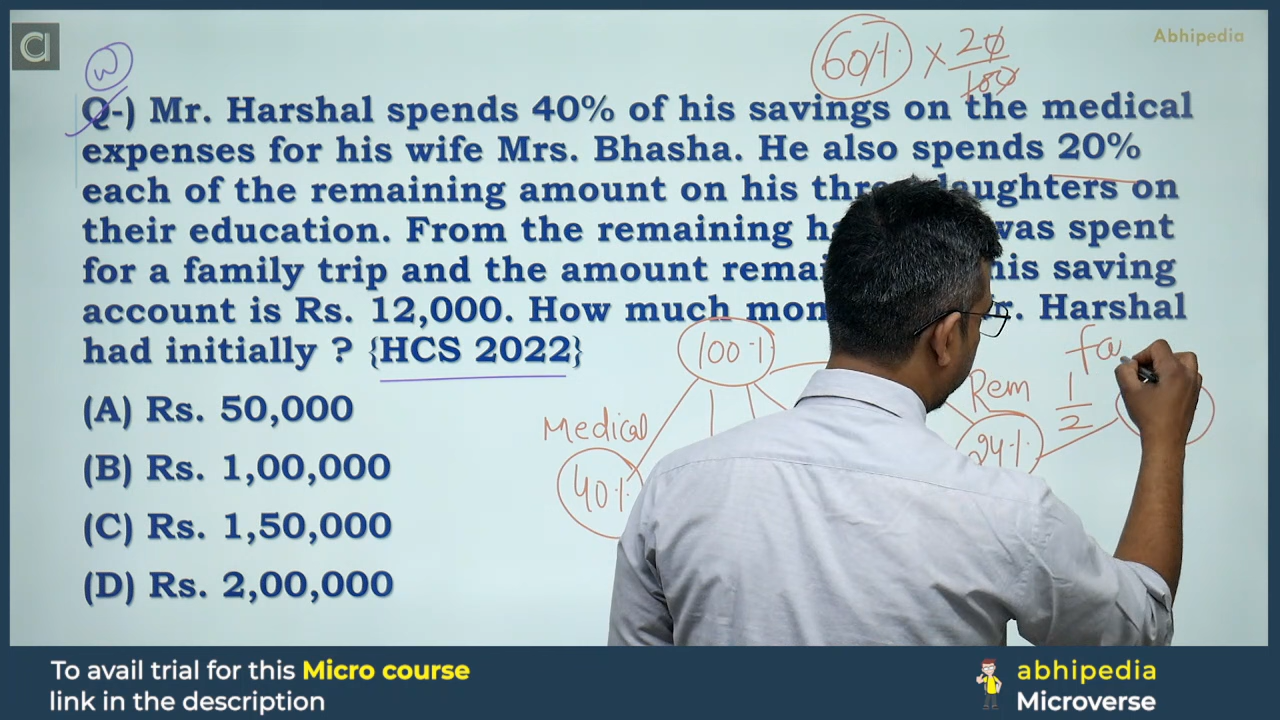 Abhipedia
60% × 20/100
W
Q-) Mr. Harshal spends 40% of his savings on the medical
expenses for his wife Mrs. Bhasha. He also spends 20%
each of the remaining amount on his three daughters on
their education. From the remaining was spent
for a family trip and the amount his saving
account is Rs. 12,000. How much Harshal
had initially ? {HCS 2022}
(A) Rs. 50,000
(B) Rs. 1,00,000
(C) Rs. 1,50,000
(D) Rs. 2,00,000
100%
Medical
40%
Rem
24%
1/2
fa
To avail trial for this Micro course
link in the description
abhipedia
Microverse